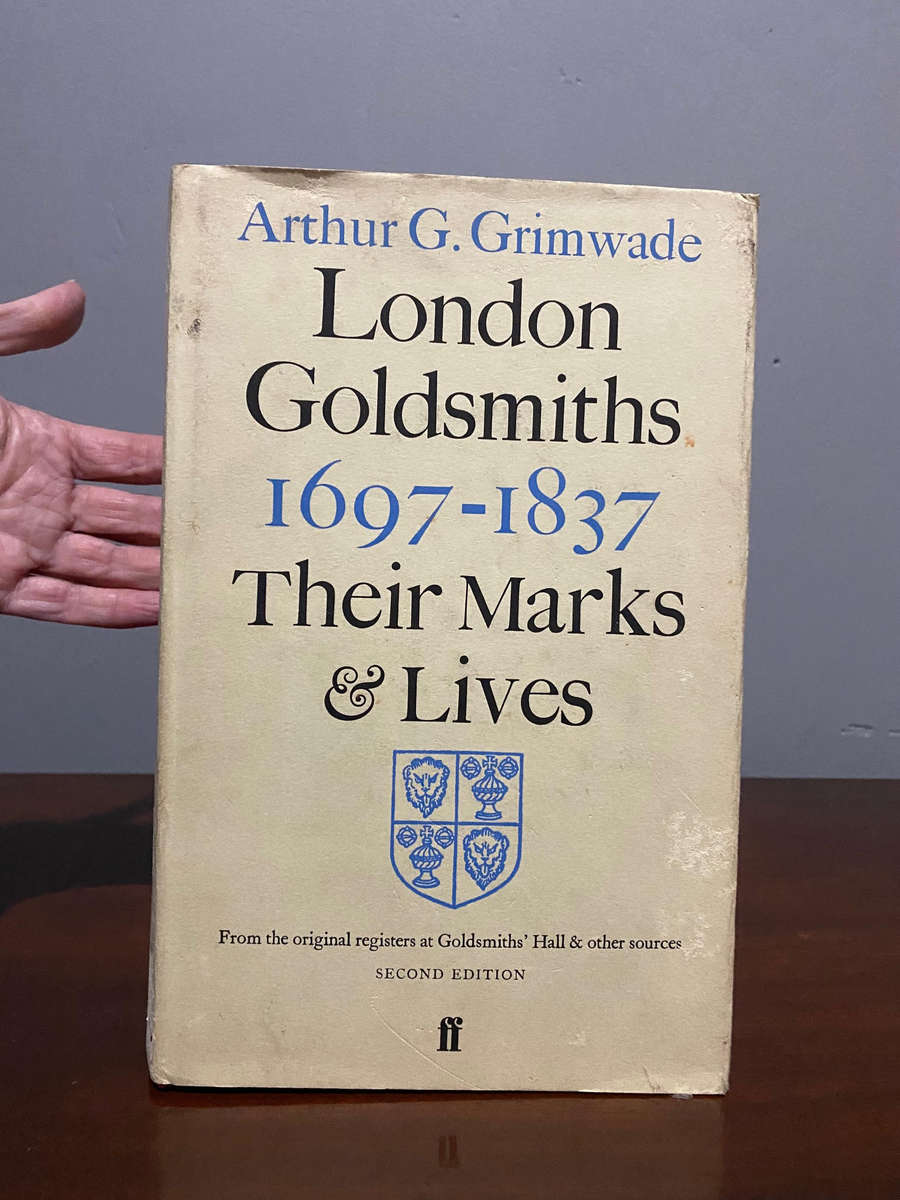 Arthur G. Grimwade
London
Goldsmiths
1697-1837
Their Marks
& Lives
From the original registers at Goldsmiths' Hall & other sources
SECOND EDITION
ff